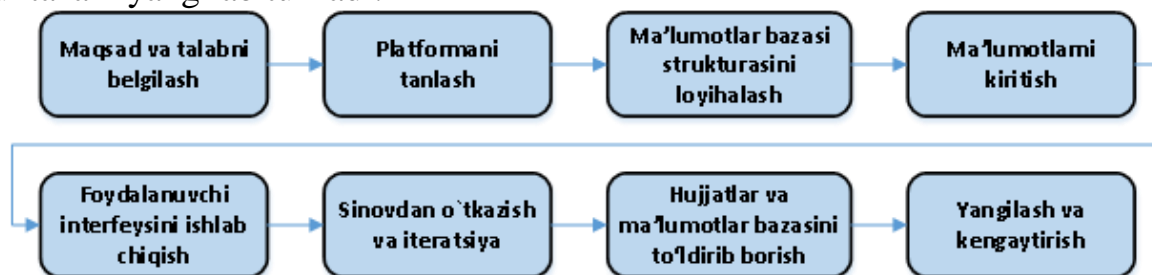 Maqsad va talabni
belgilash
Platformani
tanlash
Ma’lumotlar bazasi
strukturasini
loyihalash
Ma’lumotlarni
kiritish
Foydalanuvchi
interfeysini ishlab
chiqish
Sinovdan o`tkazish
va iteratsiya
Hujjatlar va
ma’lumotlar bazasini
to‘ldirib borish
Yangilash va
kengaytirish